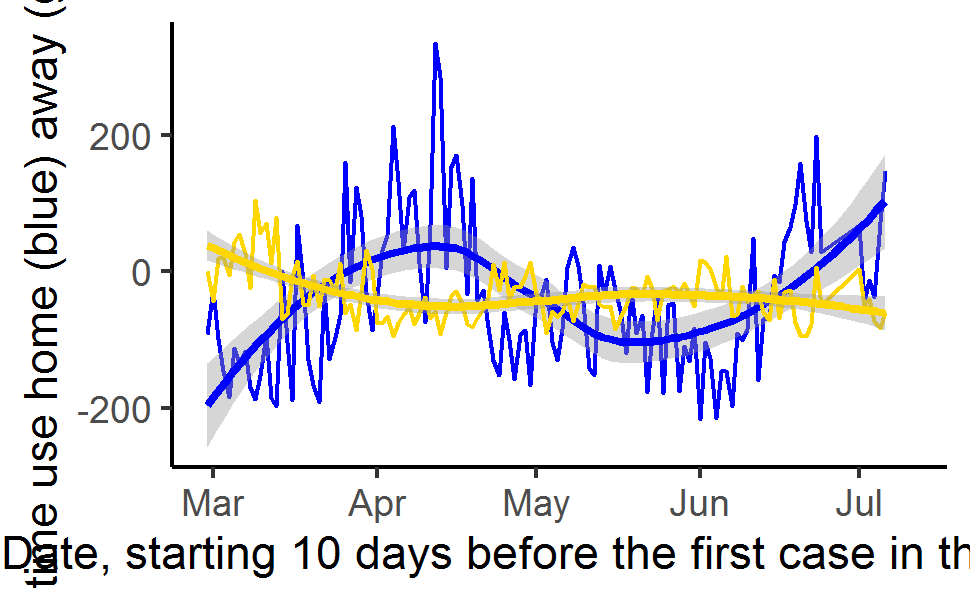 time use home (blue) away (
200
0
-200
Mar Apr May Jun Jul
Date, starting 10 days before the first case in th